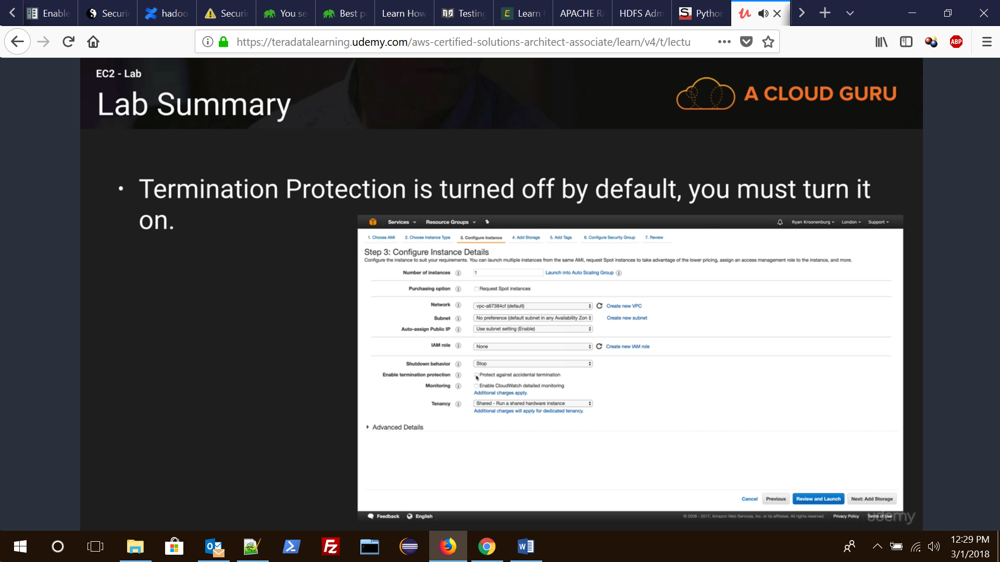 Enable
Securi
hadoo
Securi
You se
Best p
Learn How
Testing
E
Learn
APACHE R
HDFS Adm
S
Python
https://teradatalearning.udemy.com/aws-certified-solutions-architect-associate/learn/v4/t/lectu
ABP
EC2 - Lab
Lab Summary
A CLOUD GURU
• Termination Protection is turned off by default, you must turn it
on.
Services Resource Groups Ryan Kroonenburg London Support
1. Choose AMI 2. Choose Instance Type 3. Configure Instance 4. Add Storage 5. Add Tags 6. Configure Security Group 7. Review
Step 3: Configure Instance Details
Configure the instance to suit your requirements. You can launch multiple instances from the same AMI, request Spot instances to take advantage of the lower pricing, assign an access management role to the instance, and more.
Number of instances 1 Launch into Auto Scaling Group
Purchasing option Request Spot instances
Network vpc-a67384cf (default) Create new VPC
Subnet No preference (default subnet in any Availability Zon Create new subnet
Auto-assign Public IP Use subnet setting (Enable)
IAM role None Create new IAM role
Shutdown behavior Stop
Enable termination protection Protect against accidental termination
Monitoring Enable CloudWatch detailed monitoring
Additional charges apply.
Tenancy Shared - Run a shared hardware instance
Additional charges will apply for dedicated tenancy.
Advanced Details
Cancel Previous Review and Launch Next: Add Storage
Feedback English © 2008 - 2017, Amazon Web Services, Inc. or its affiliates. All rights reserved. Privacy Policy Terms of Use
udemy
12:29 PM
3/1/2018